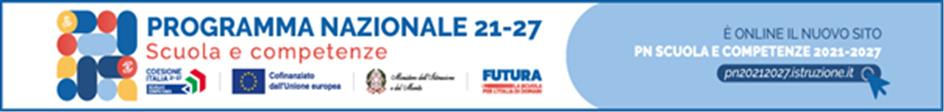 PROGRAMMA NAZIONALE 21-27
Scuola e competenze
COESIONE
ITALIA 21-27
Cofinanziato
dall'Unione europea
Ministero dell'Istruzione
e del Merito
FUTURA
LA SCUOLA
PER L'ITALIA DI DOMANI
È ONLINE IL NUOVO SITO
PN SCUOLA E COMPETENZE 2021-2027
pn20212027.istruzione.it